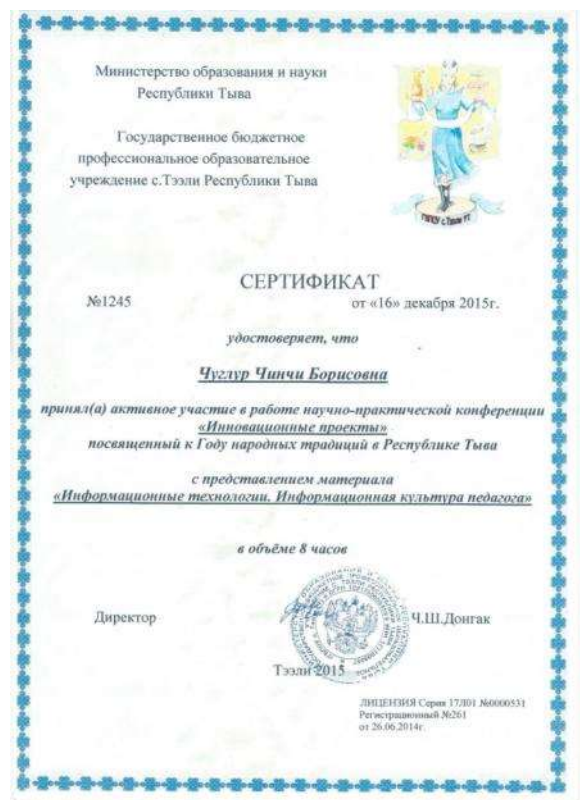 Министерство образования и науки
Республики Тыва
Государственное бюджетное
профессиональное образовательное
учреждение с.Тээли Республики Тыва
СЕРТИФИКАТ
№1245
от «16» декабря 2015г.
удостоверяет, что
Чуглур Чинчи Борисовна
принял(а) активное участие в работе научно-практической конференции
«Инновационные проекты»
посвященный к Году народных традиций в Республике Тыва
с представлением материала
«Информационные технологии. Информационная культура педагога»
в объёме 8 часов
Директор
Ч.Ш.Донгак
Тээли 2015
ЛИЦЕНЗИЯ Серия 17Л01 №0000531
Регистрационный №261
от 26.06.2014г.